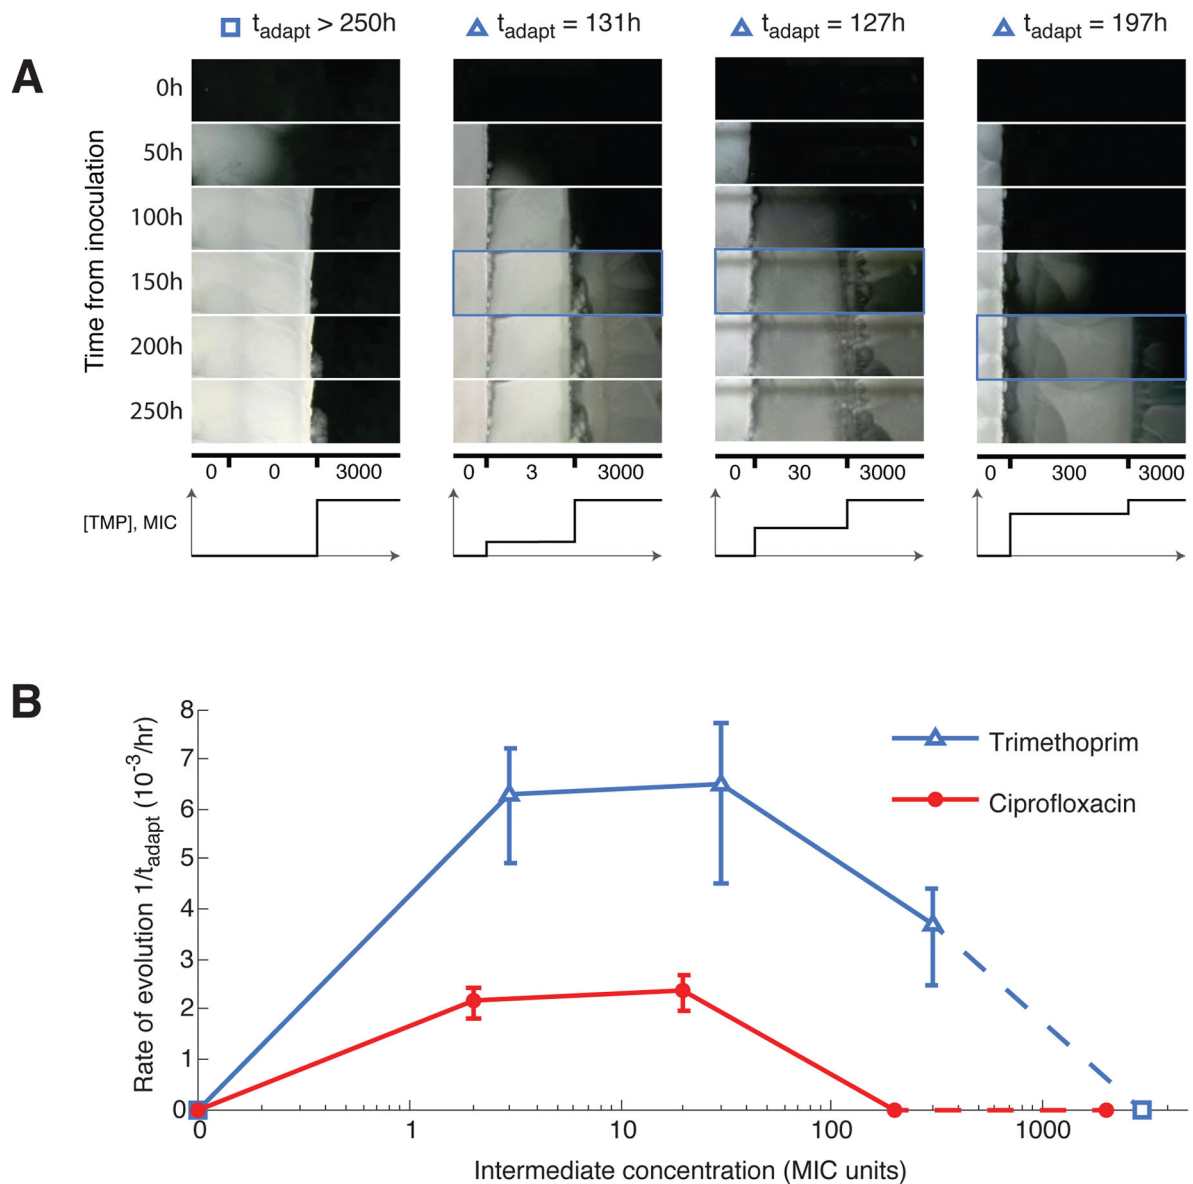 A
t_adapt > 250h
t_adapt = 131h
t_adapt = 127h
t_adapt = 197h
Time from inoculation
0h
50h
100h
150h
200h
250h
0 0 3000
0 3 3000
0 30 3000
0 300 3000
[TMP], MIC
B
Rate of evolution 1/t_adapt (10^-3/hr)
8
7
6
5
4
3
2
1
0
Trimethoprim
Ciprofloxacin
0 1 10 100 1000
Intermediate concentration (MIC units)